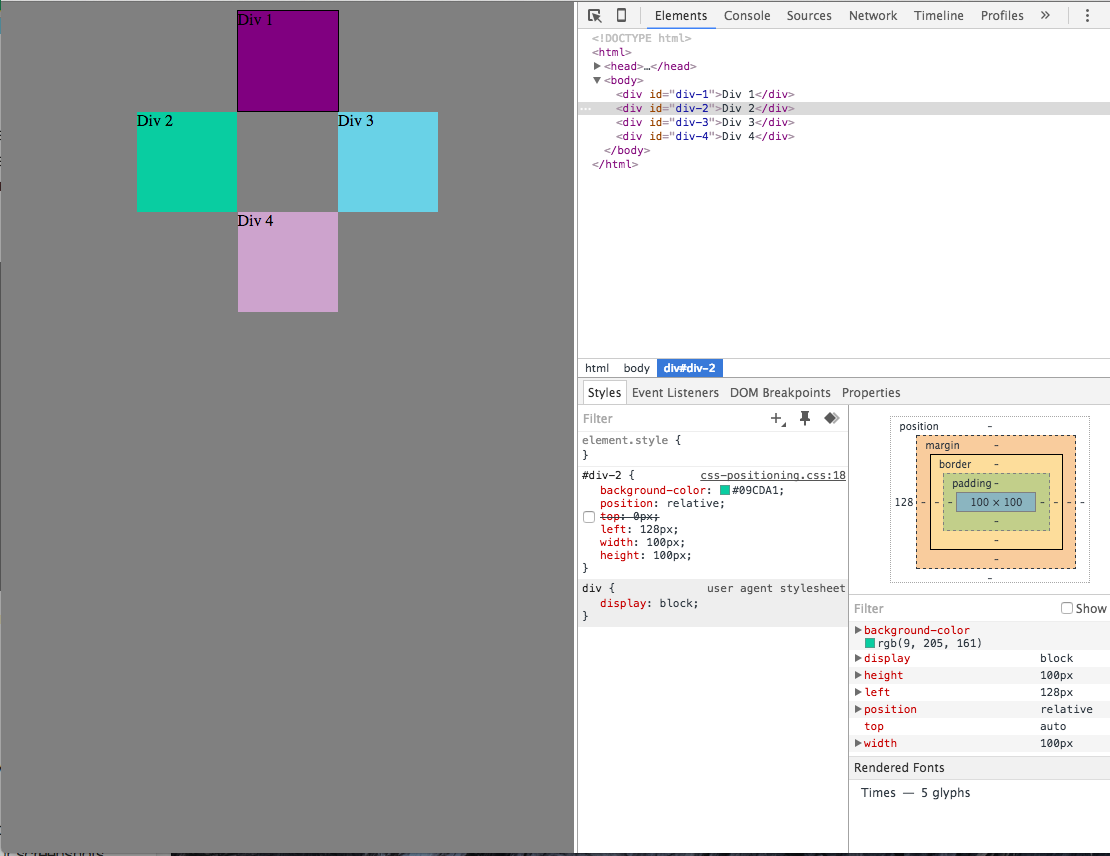 Div 1
Div 2
Div 3
Div 4
Elements Console Sources Network Timeline Profiles »
<!DOCTYPE html>
<html>
▶<head>…</head>
▼<body>
<div id="div-1">Div 1</div>
… <div id="div-2">Div 2</div>
<div id="div-3">Div 3</div>
<div id="div-4">Div 4</div>
</body>
</html>
html body div#div-2
Styles Event Listeners DOM Breakpoints Properties
Filter
element.style {
}
#div-2 { css-positioning.css:18
background-color: #09CDA1;
position: relative;
top: 0px;
left: 128px;
width: 100px;
height: 100px;
}
div { user agent stylesheet
display: block;
}
position -
margin -
border -
padding -
128 - - - 100 × 100 - - - -
-
-
-
-
Filter Show
▶background-color
rgb(9, 205, 161)
▶display block
▶height 100px
▶left 128px
▶position relative
top auto
▶width 100px
Rendered Fonts
Times — 5 glyphs